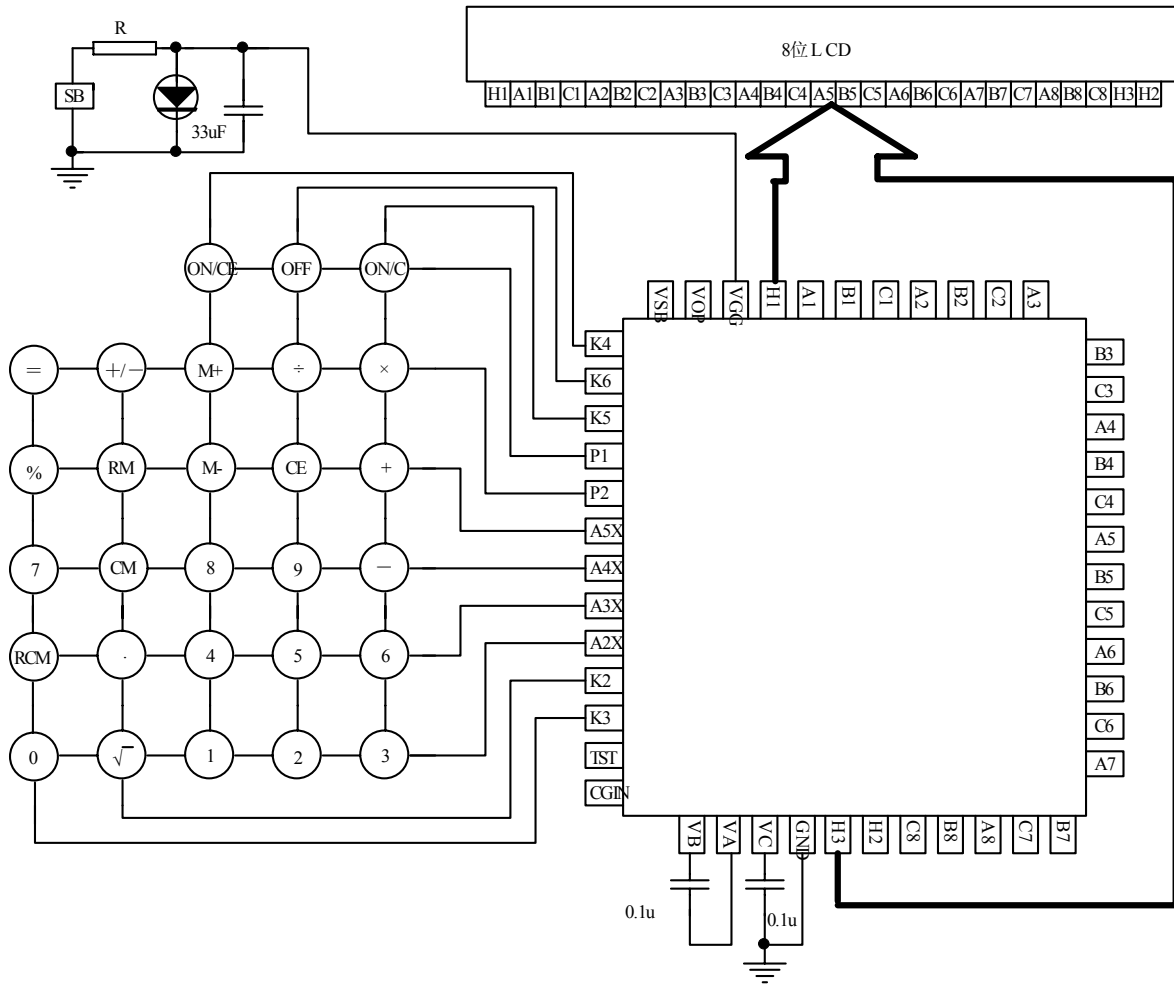 R
8位LCD
SB
33uF
H1 A1 B1 C1 A2 B2 C2 A3 B3 C3 A4 B4 C4 A5 B5 C5 A6 B6 C6 A7 B7 C7 A8 B8 C8 H3 H2
ON/CE OFF ON/C
= +/− M+ ÷ ×
% RM M- CE +
7 CM 8 9 −
RCM · 4 5 6
0 √ 1 2 3
VSB VOP VGG H1 A1 B1 C1 A2 B2 C2 A3
K4
K6
K5
P1
P2
A5X
A4X
A3X
A2X
K2
K3
TST
CGIN
B3
C3
A4
B4
C4
A5
B5
C5
A6
B6
C6
A7
VB VA VC GND H3 H2 C8 B8 A8 C7 B7
0.1u 0.1u